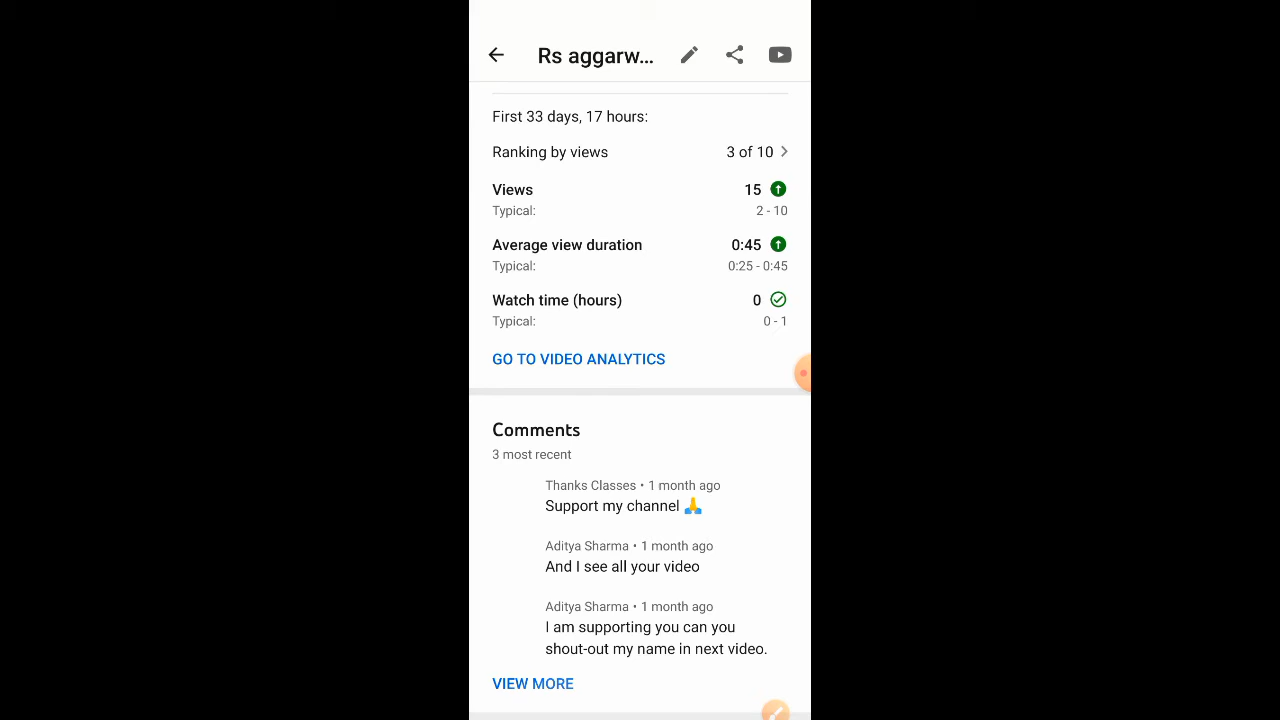 Rs aggarw...
First 33 days, 17 hours:
Ranking by views 3 of 10
Views 15
Typical: 2 - 10
Average view duration 0:45
Typical: 0:25 - 0:45
Watch time (hours) 0
Typical: 0 - 1
GO TO VIDEO ANALYTICS
Comments
3 most recent
Thanks Classes • 1 month ago
Support my channel 🙏
Aditya Sharma • 1 month ago
And I see all your video
Aditya Sharma • 1 month ago
I am supporting you can you
shout-out my name in next video.
VIEW MORE